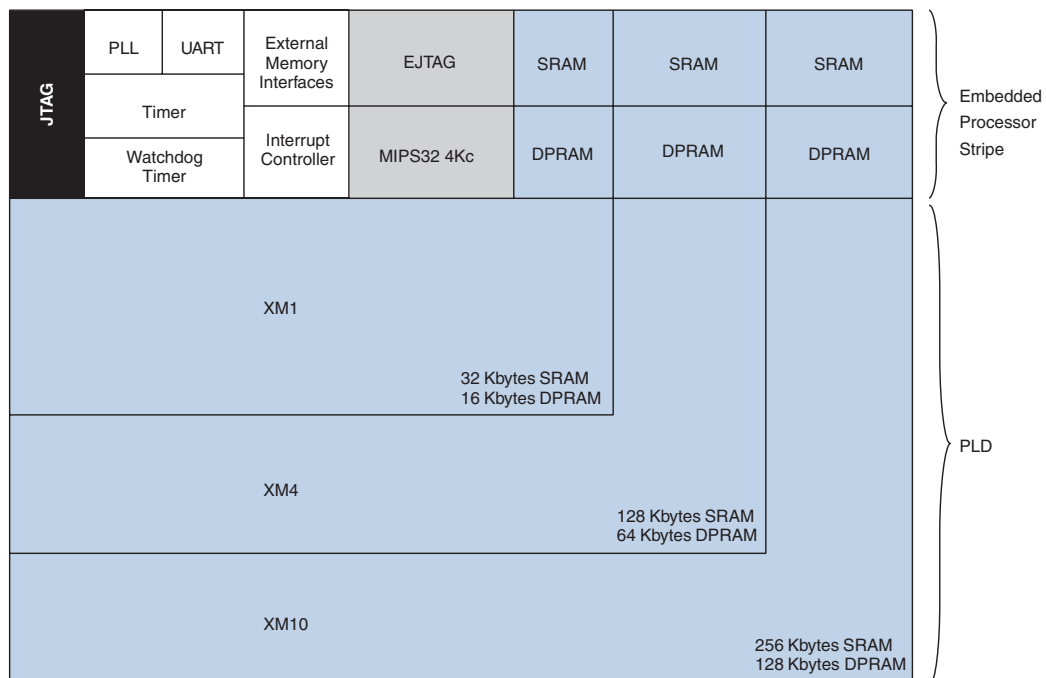 JTAG
PLL
UART
External
Memory
Interfaces
EJTAG
SRAM
SRAM
SRAM
Timer
Watchdog
Timer
Interrupt
Controller
MIPS32 4Kc
DPRAM
DPRAM
DPRAM
Embedded
Processor
Stripe
XM1
32 Kbytes SRAM
16 Kbytes DPRAM
XM4
128 Kbytes SRAM
64 Kbytes DPRAM
XM10
256 Kbytes SRAM
128 Kbytes DPRAM
PLD